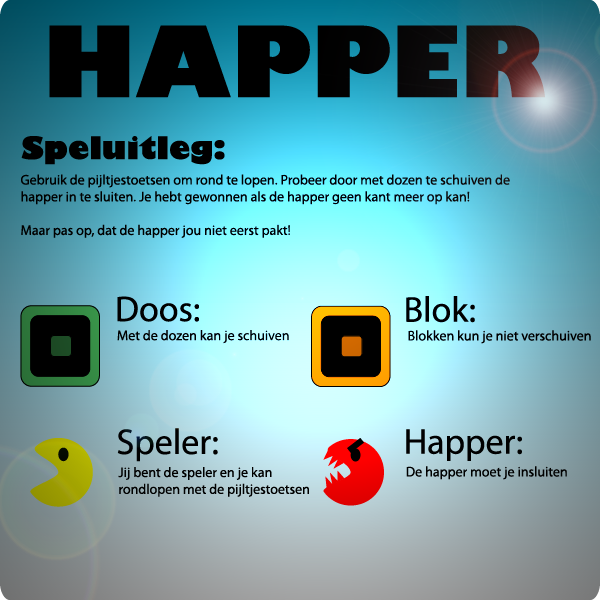 HAPPER
Speluitleg:
Gebruik de pijltjestoetsen om rond te lopen. Probeer door met dozen te schuiven de
happer in te sluiten. Je hebt gewonnen als de happer geen kant meer op kan!
Maar pas op, dat de happer jou niet eerst pakt!
Doos:
Met de dozen kan je schuiven
Blok:
Blokken kun je niet verschuiven
Speler:
Jij bent de speler en je kan
rondlopen met de pijltjestoetsen
Happer:
De happer moet je insluiten